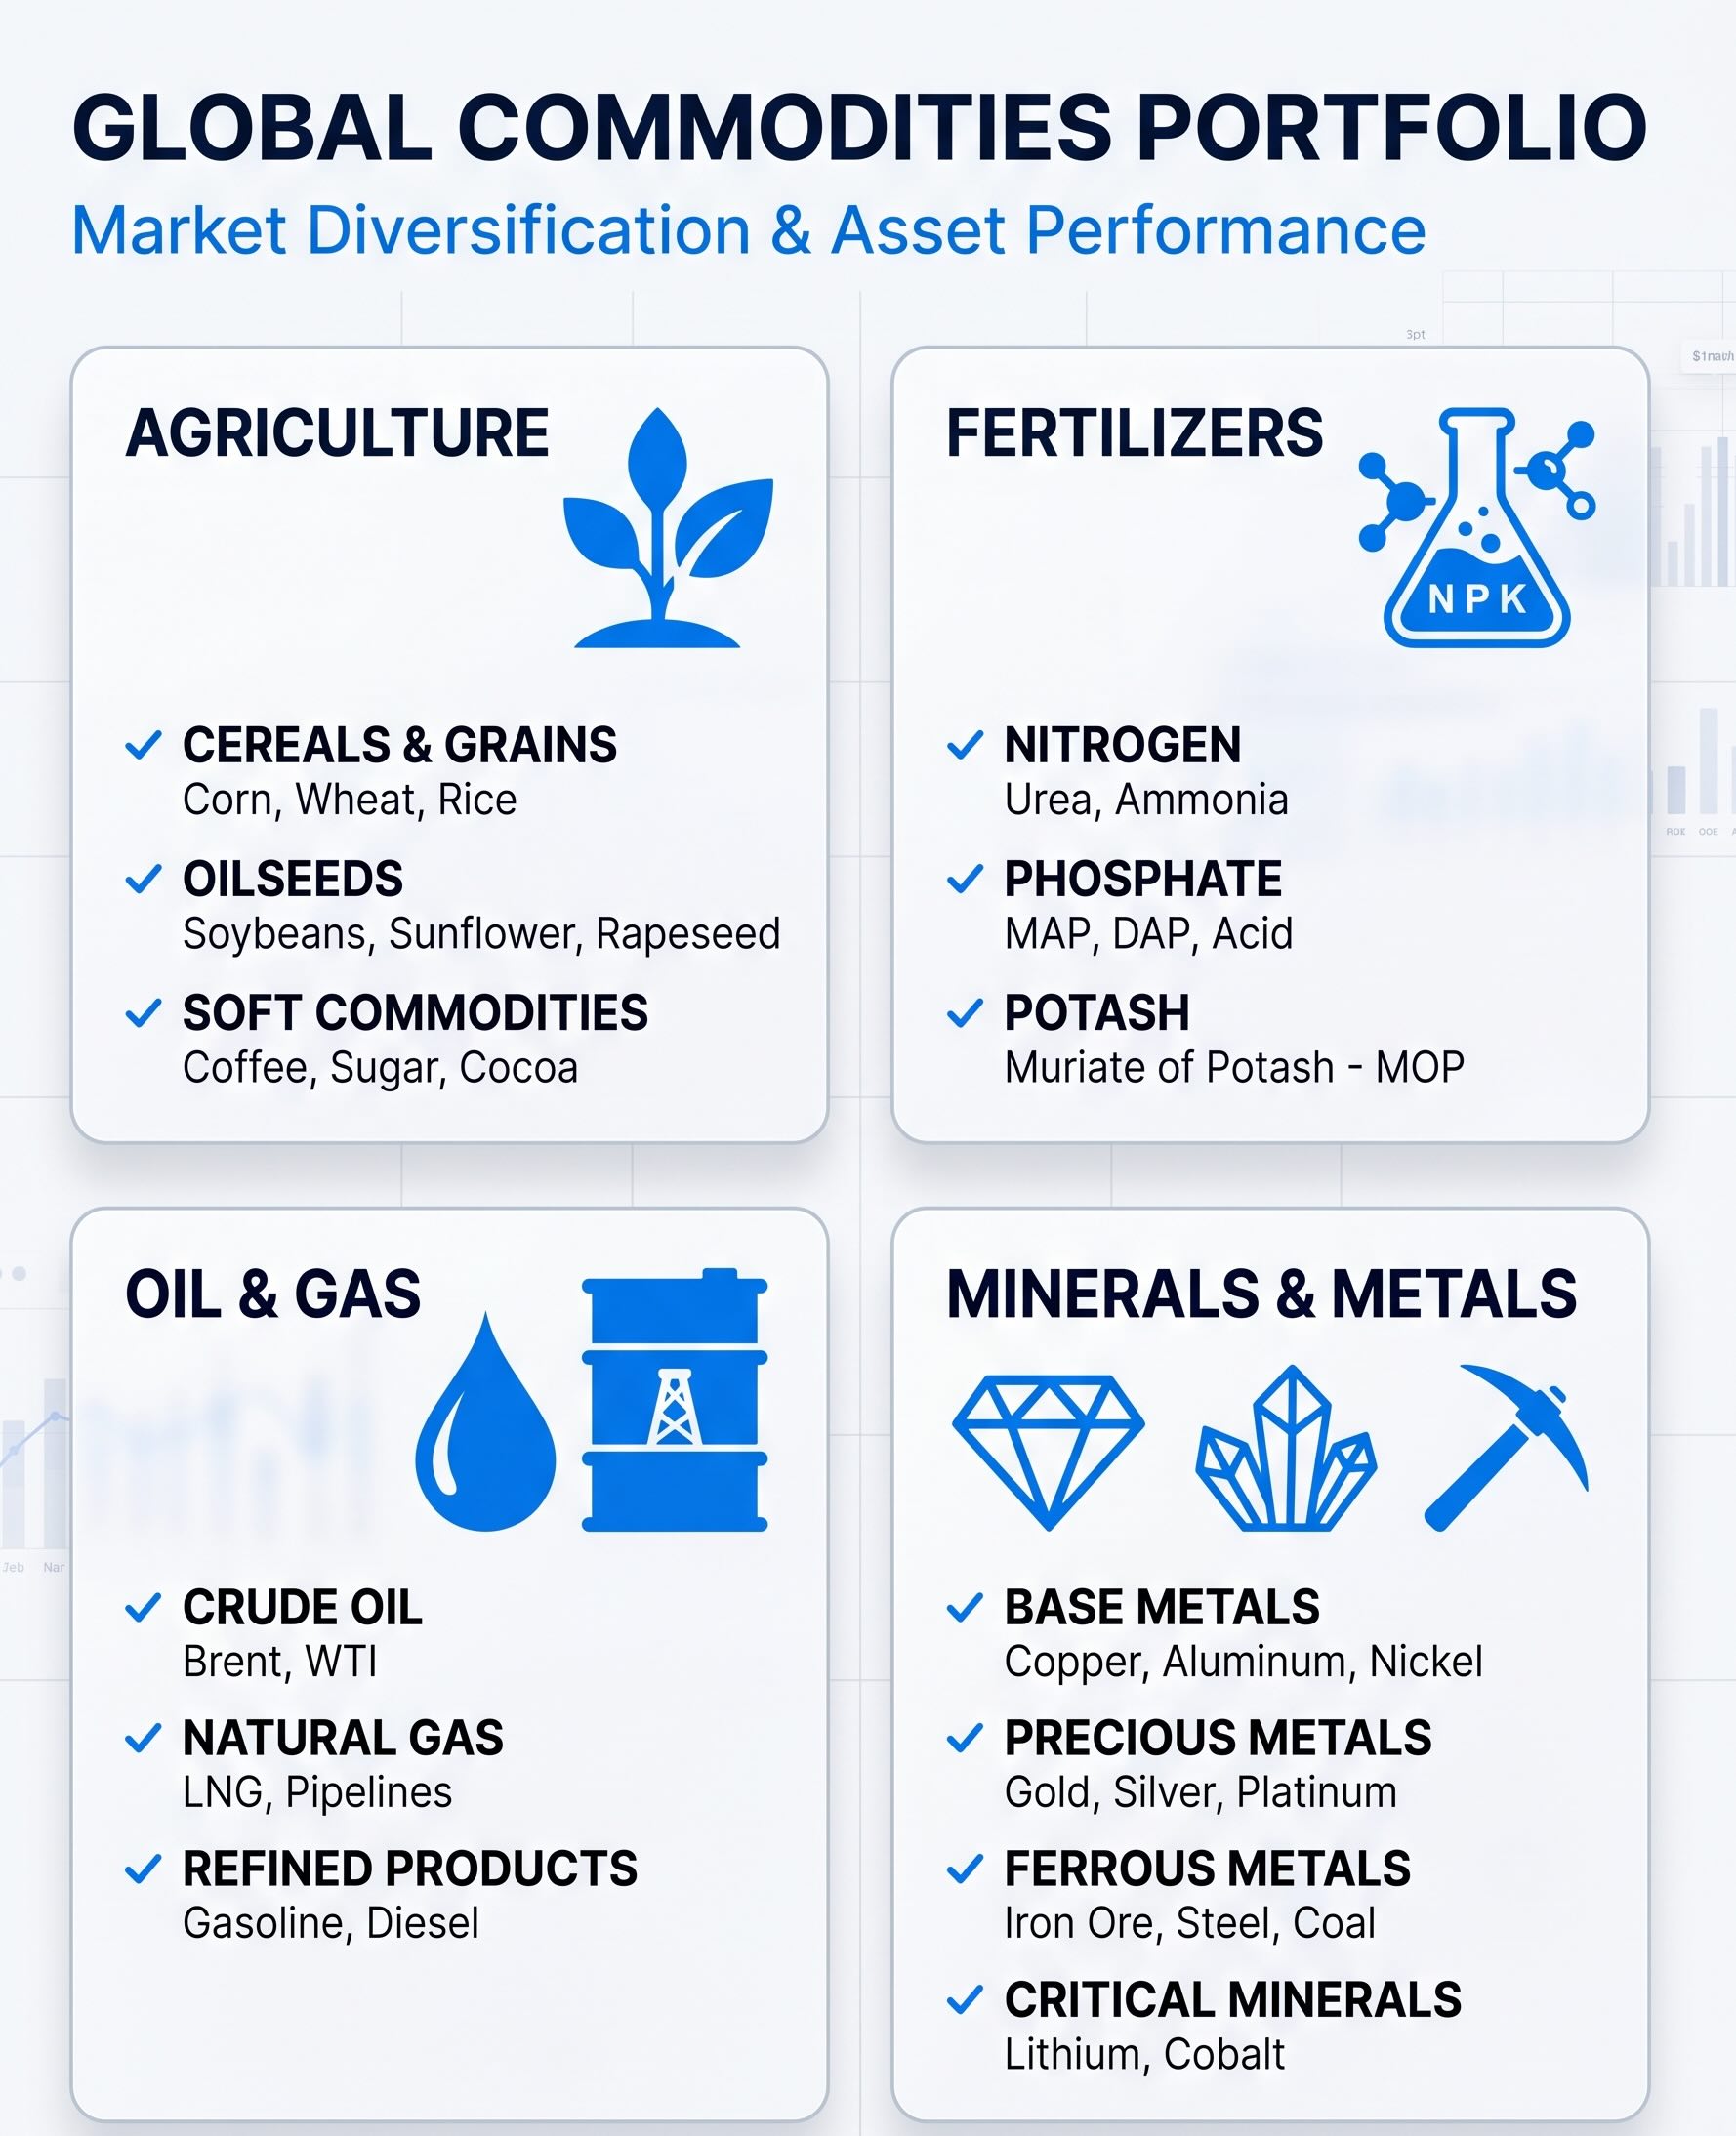 GLOBAL COMMODITIES PORTFOLIO
Market Diversification & Asset Performance
3pt
AGRICULTURE
CEREALS & GRAINS
Corn, Wheat, Rice
OILSEEDS
Soybeans, Sunflower, Rapeseed
SOFT COMMODITIES
Coffee, Sugar, Cocoa
FERTILIZERS
N P K
NITROGEN
Urea, Ammonia
PHOSPHATE
MAP, DAP, Acid
POTASH
Muriate of Potash - MOP
OIL & GAS
CRUDE OIL
Brent, WTI
NATURAL GAS
LNG, Pipelines
REFINED PRODUCTS
Gasoline, Diesel
Jeb Nar
MINERALS & METALS
BASE METALS
Copper, Aluminum, Nickel
PRECIOUS METALS
Gold, Silver, Platinum
FERROUS METALS
Iron Ore, Steel, Coal
CRITICAL MINERALS
Lithium, Cobalt